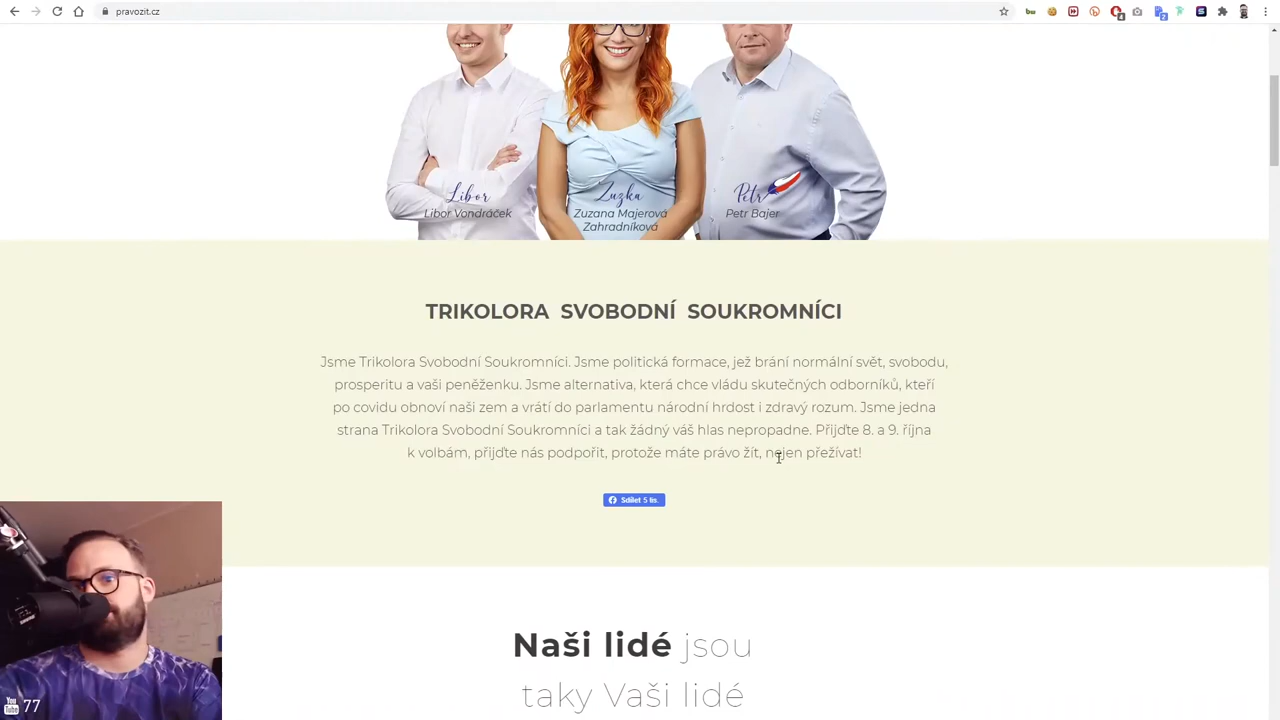 pravozit.cz
Libor
Libor Vondráček
Zuzka
Zuzana Majerová
Zahradníková
Petr
Petr Bajer
TRIKOLORA SVOBODNÍ SOUKROMNÍCI
Jsme Trikolora Svobodní Soukromníci. Jsme politická formace, jež brání normální svět, svobodu,
prosperitu a vaši peněženku. Jsme alternativa, která chce vládu skutečných odborníků, kteří
po covidu obnoví naši zem a vrátí do parlamentu národní hrdost i zdravý rozum. Jsme jedna
strana Trikolora Svobodní Soukromníci a tak žádný váš hlas nepropadne. Přijďte 8. a 9. října
k volbám, přijďte nás podpořit, protože máte právo žít, nejen přežívat!
Sdílet 5 tis.
Naši lidé jsou
taky Vaši lidé
You
Tube
77